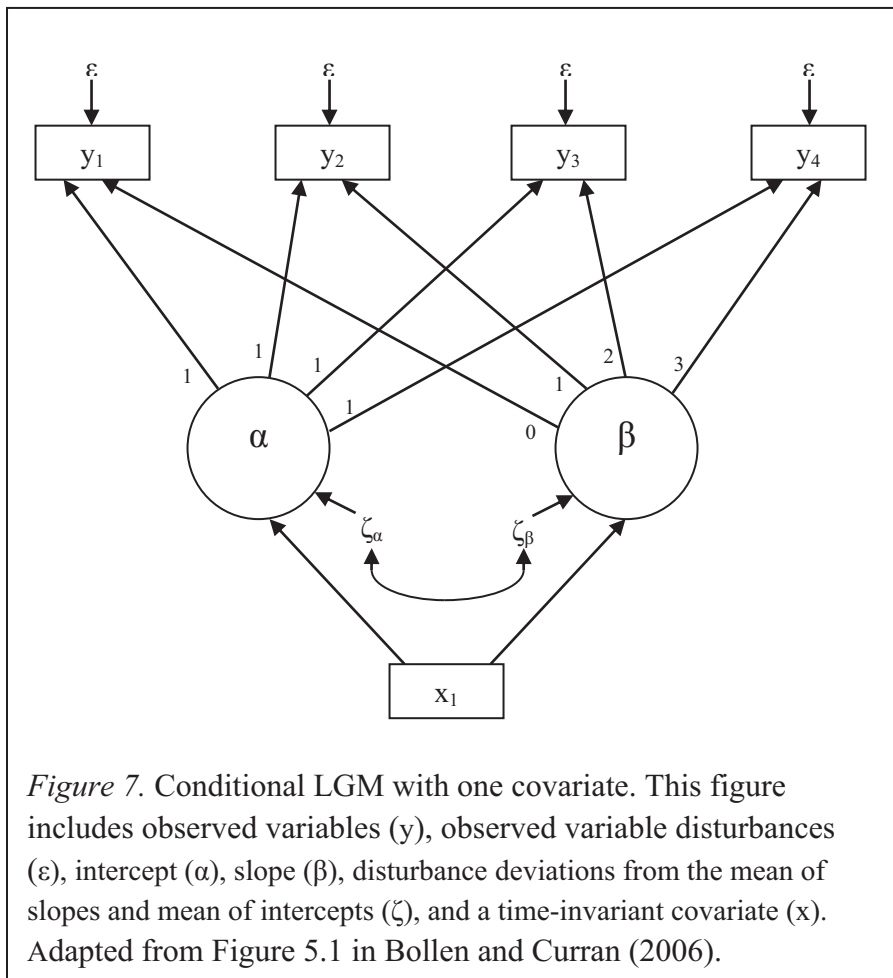 ε ε ε ε
y₁ y₂ y₃ y₄
1 1 1 1 0 1 2 3
α β
ζα ζβ
x₁
Figure 7. Conditional LGM with one covariate. This figure
includes observed variables (y), observed variable disturbances
(ε), intercept (α), slope (β), disturbance deviations from the mean of
slopes and mean of intercepts (ζ), and a time-invariant covariate (x).
Adapted from Figure 5.1 in Bollen and Curran (2006).